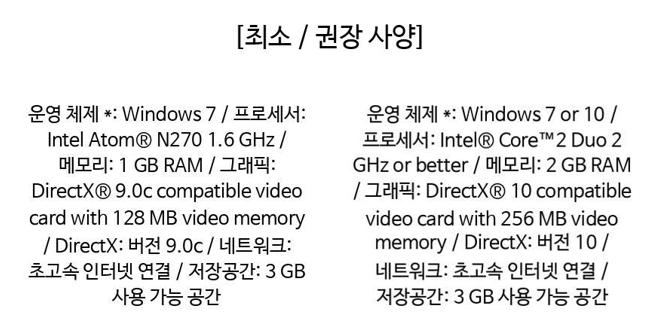 [최소 / 권장 사양]
운영 체제 *: Windows 7 / 프로세서:
Intel Atom® N270 1.6 GHz /
메모리: 1 GB RAM / 그래픽:
DirectX® 9.0c compatible video
card with 128 MB video memory
/ DirectX: 버전 9.0c / 네트워크:
초고속 인터넷 연결 / 저장공간: 3 GB
사용 가능 공간
운영 체제 *: Windows 7 or 10 /
프로세서: Intel® Core™2 Duo 2
GHz or better / 메모리: 2 GB RAM
/ 그래픽: DirectX® 10 compatible
video card with 256 MB video
memory / DirectX: 버전 10 /
네트워크: 초고속 인터넷 연결 /
저장공간: 3 GB 사용 가능 공간